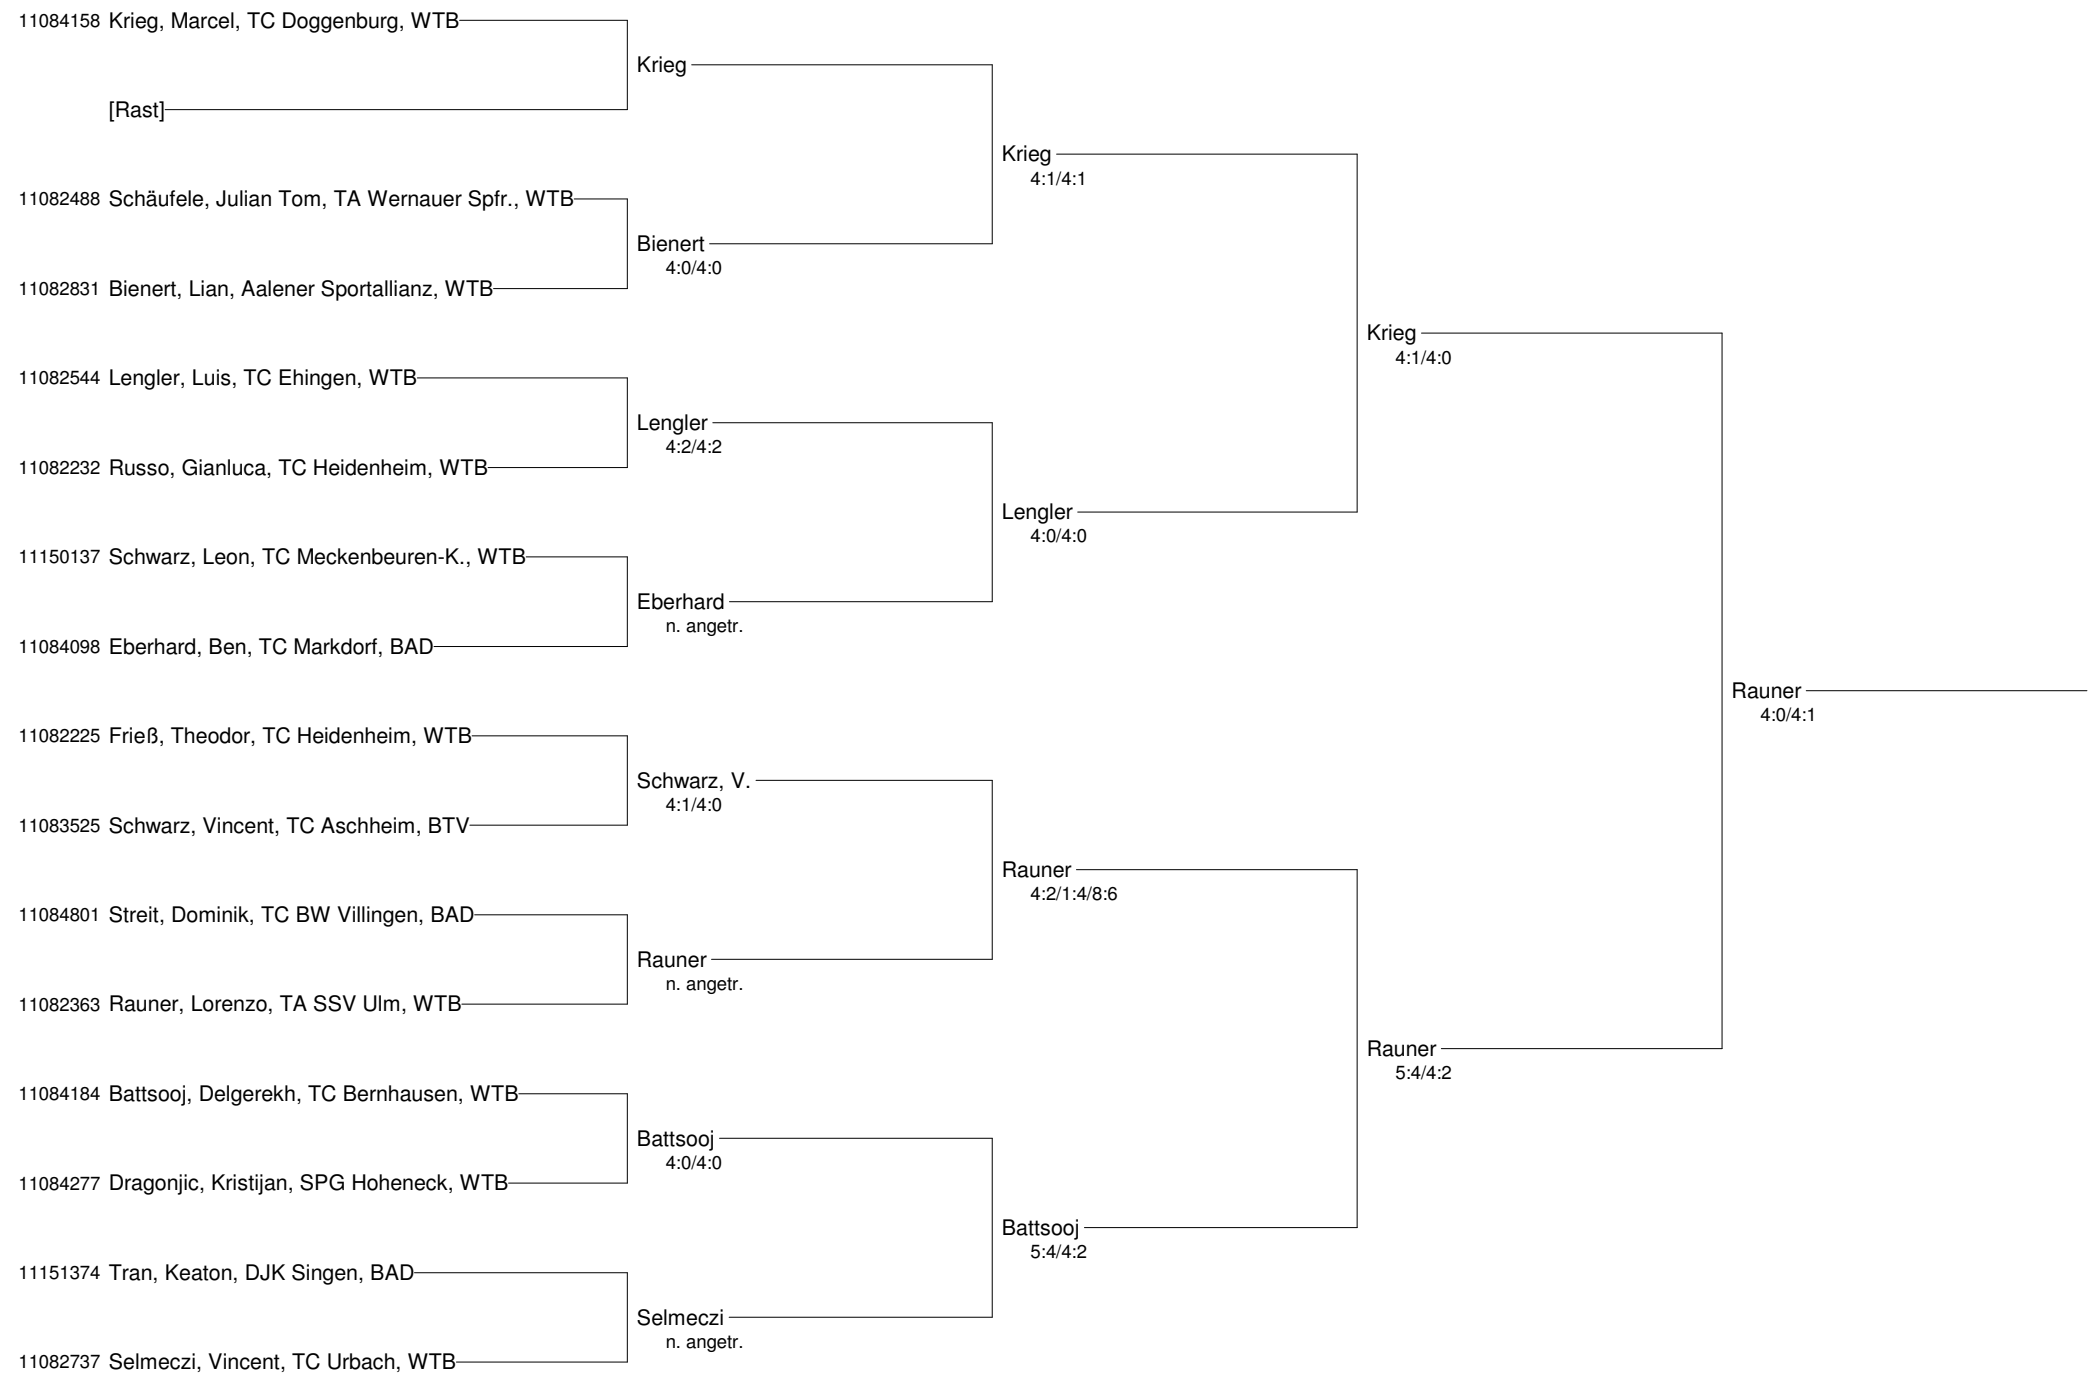 11084158 Krieg, Marcel, TC Doggenburg, WTB
Krieg
[Rast]
Krieg
4:1/4:1
11082488 Schäufele, Julian Tom, TA Wernauer Spfr., WTB
Bienert
4:0/4:0
11082831 Bienert, Lian, Aalener Sportallianz, WTB
Krieg
4:1/4:0
11082544 Lengler, Luis, TC Ehingen, WTB
Lengler
4:2/4:2
11082232 Russo, Gianluca, TC Heidenheim, WTB
Lengler
4:0/4:0
11150137 Schwarz, Leon, TC Meckenbeuren-K., WTB
Eberhard
n. angetr.
11084098 Eberhard, Ben, TC Markdorf, BAD
Rauner
4:0/4:1
11082225 Frieß, Theodor, TC Heidenheim, WTB
Schwarz, V.
4:1/4:0
11083525 Schwarz, Vincent, TC Aschheim, BTV
Rauner
4:2/1:4/8:6
11084801 Streit, Dominik, TC BW Villingen, BAD
Rauner
n. angetr.
11082363 Rauner, Lorenzo, TA SSV Ulm, WTB
Rauner
5:4/4:2
11084184 Battsooj, Delgerekh, TC Bernhausen, WTB
Battsooj
4:0/4:0
11084277 Dragonjic, Kristijan, SPG Hoheneck, WTB
Battsooj
5:4/4:2
11151374 Tran, Keaton, DJK Singen, BAD
Selmeczi
n. angetr.
11082737 Selmeczi, Vincent, TC Urbach, WTB